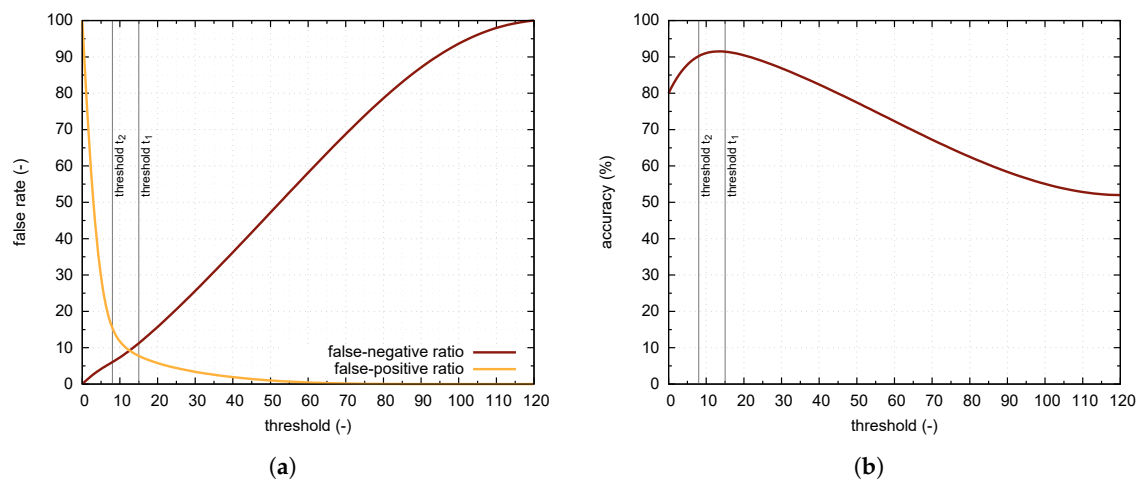 100
90
80
70
60
50
40
30
20
10
0
false rate (-)
threshold t2
threshold t1
false-negative ratio
false-positive ratio
0 10 20 30 40 50 60 70 80 90 100 110 120
threshold (-)
(a)
100
90
80
70
60
50
40
30
20
10
0
accuracy (%)
threshold t2
threshold t1
0 10 20 30 40 50 60 70 80 90 100 110 120
threshold (-)
(b)